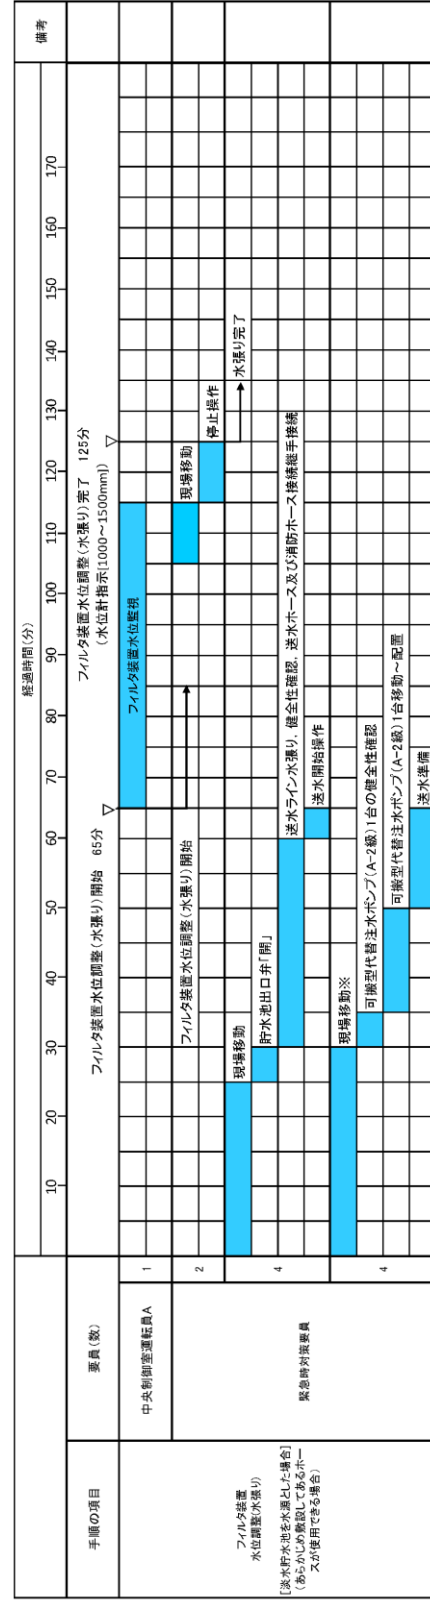 経過時間(分)
備考
10
20
30
40
50
60
70
80
90
100
110
120
130
140
150
160
170
手順の項目
要員(数)
フィルタ装置水位調整(水張り)開始 65分
フィルタ装置水位調整(水張り)完了 125分
(水位計指示[1000～1500mm])
フィルタ装置
水位調整(水張り)
[淡水貯水池を水源とした場合]
(あらかじめ敷設してあるホー
スが使用できる場合)
中央制御室運転員A
1
フィルタ装置水位監視
緊急時対策要員
2
フィルタ装置水位調整(水張り)開始
現場移動
停止操作
水張り完了
4
現場移動
貯水池出口弁「開」
送水ライン水張り，健全性確認，送水ホース及び消防ホース接続継手接続
送水開始操作
4
現場移動※
可搬型代替注水ポンプ(A-2級)1台の健全性確認
可搬型代替注水ポンプ(A-2級)1台移動～配置
送水準備